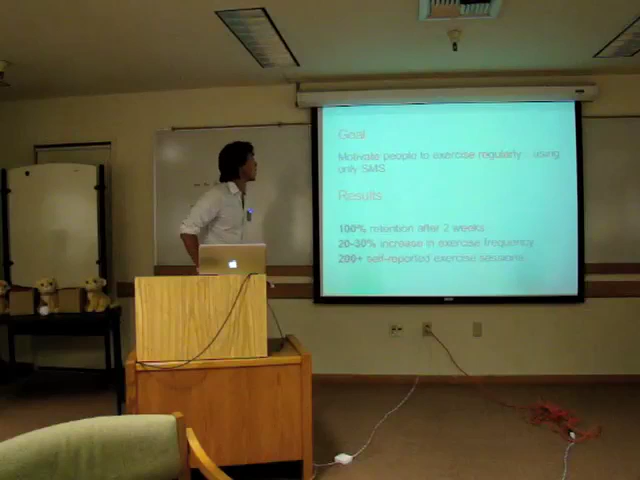 Goal
Motivate people to exercise regularly... using
only SMS
Results
100% retention after 2 weeks
20-30% increase in exercise frequency
200+ self-reported exercise sessions